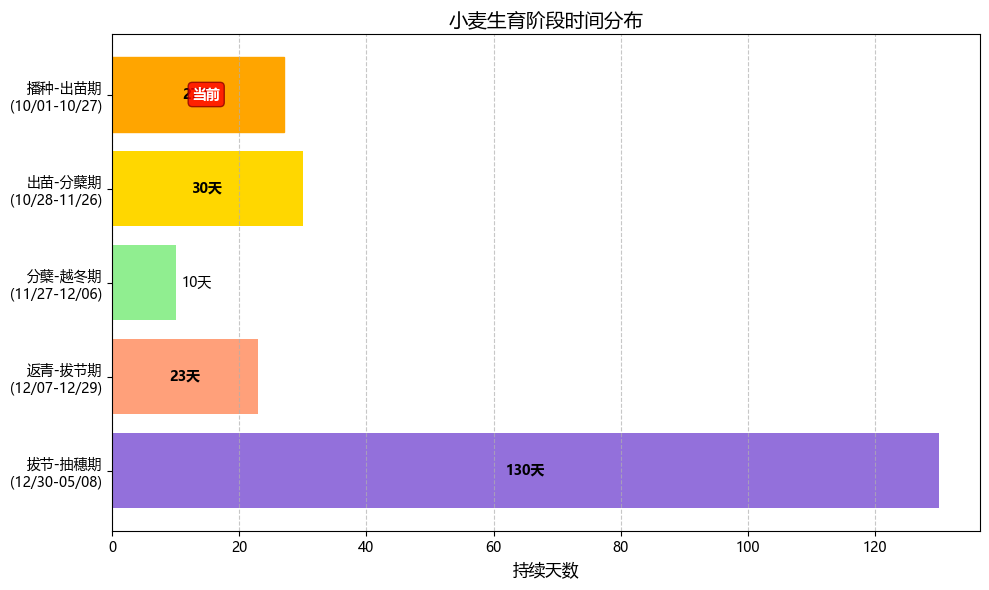 小麦生育阶段时间分布
播种-出苗期
(10/01-10/27)
当前
出苗-分蘖期
(10/28-11/26)
30天
分蘖-越冬期
(11/27-12/06)
10天
返青-拔节期
(12/07-12/29)
23天
拔节-抽穗期
(12/30-05/08)
130天
0 20 40 60 80 100 120
持续天数